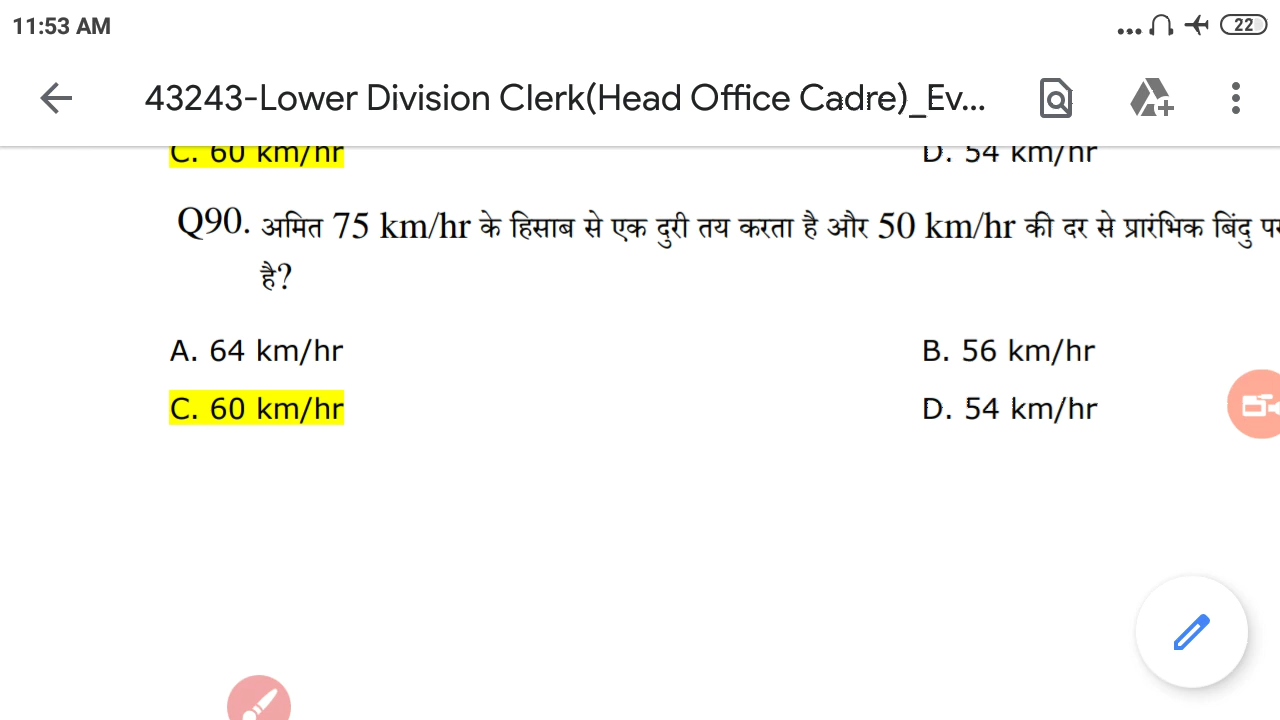 11:53 AM
22
43243-Lower Division Clerk(Head Office Cadre)_Ev...
C. 60 km/hr D. 54 km/hr
Q90. अमित 75 km/hr के हिसाब से एक दुरी तय करता है और 50 km/hr की दर से प्रारंभिक बिंदु
है?
A. 64 km/hr B. 56 km/hr
C. 60 km/hr D. 54 km/hr